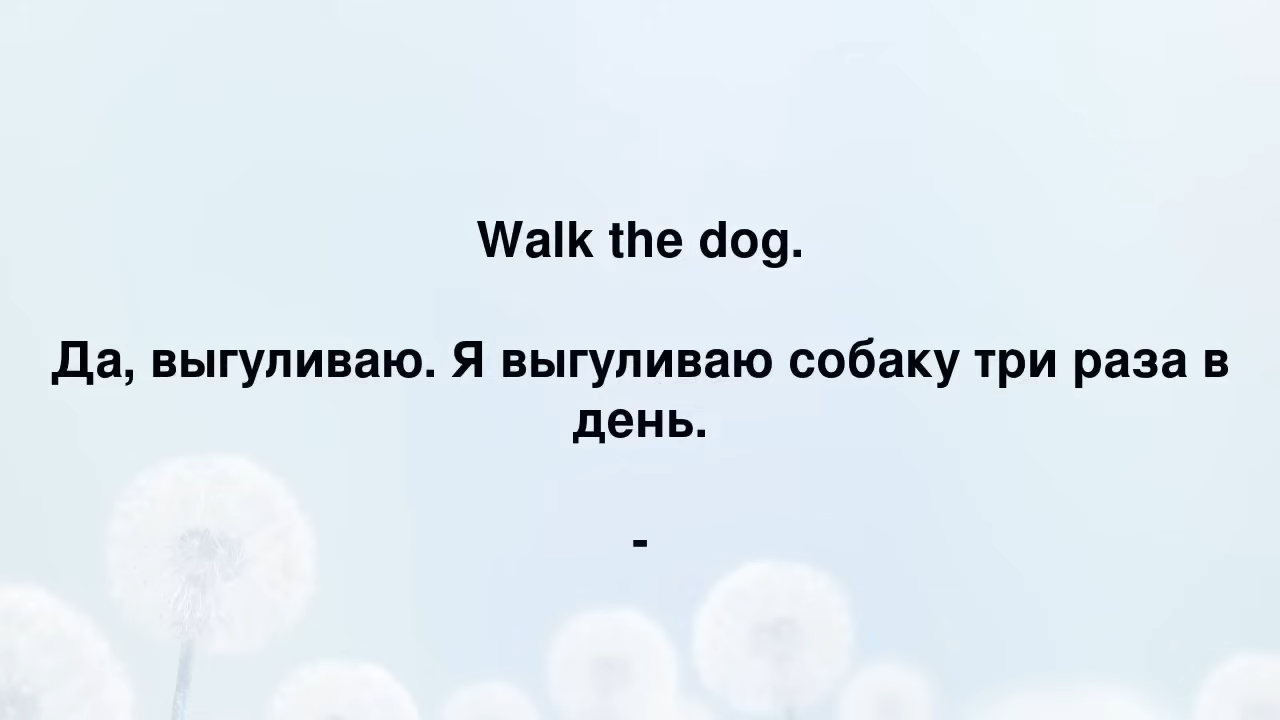 Walk the dog.
Да, выгуливаю. Я выгуливаю собаку три раза в
день.
-